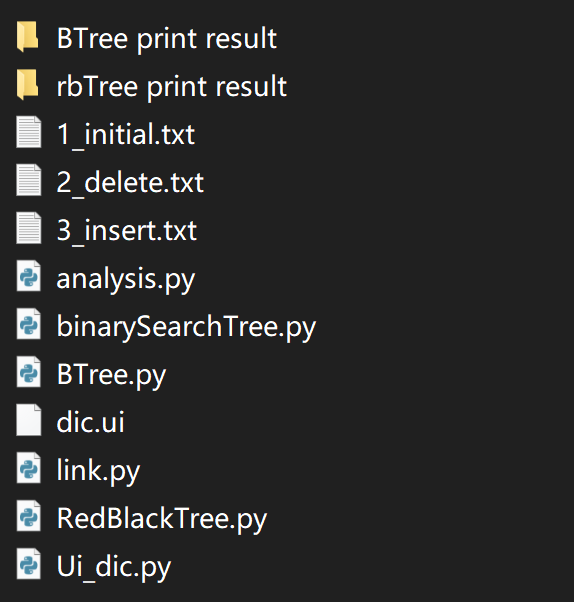 BTree print result
rbTree print result
1_initial.txt
2_delete.txt
3_insert.txt
analysis.py
binarySearchTree.py
BTree.py
dic.ui
link.py
RedBlackTree.py
Ui_dic.py